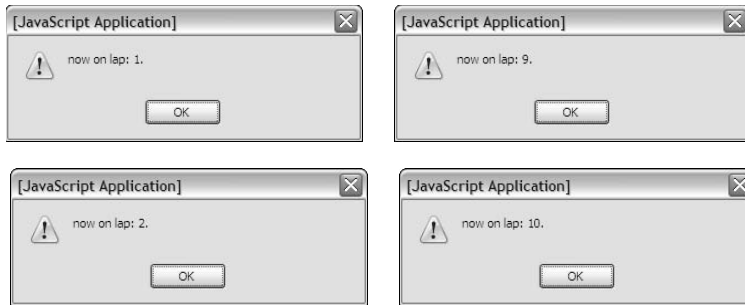 [JavaScript Application]
now on lap: 1.
OK
[JavaScript Application]
now on lap: 9.
OK
[JavaScript Application]
now on lap: 2.
OK
[JavaScript Application]
now on lap: 10.
OK